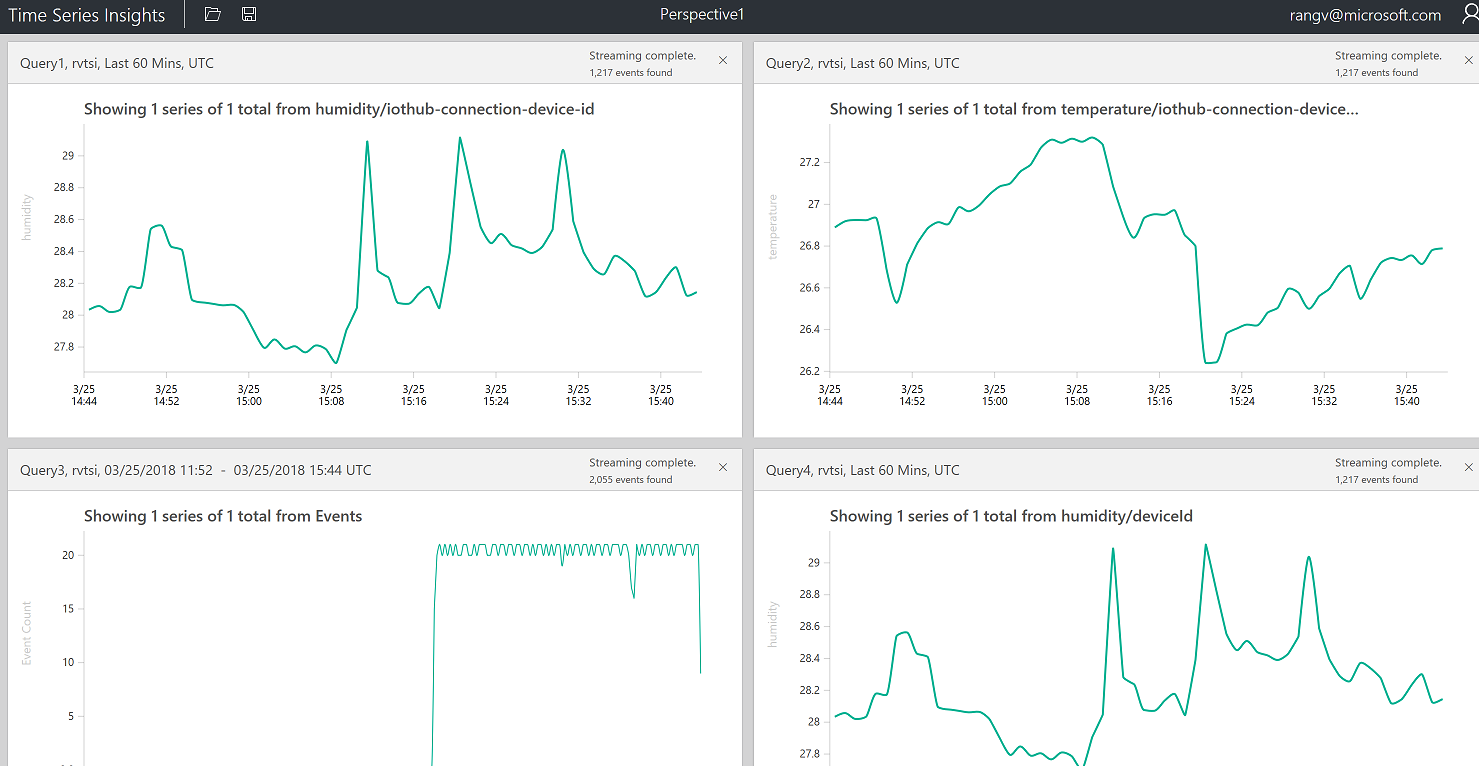 Time Series Insights
Perspective1
rangv@microsoft.com
Query1, rvtsi, Last 60 Mins, UTC
Streaming complete.
1,217 events found
Showing 1 series of 1 total from humidity/iothub-connection-device-id
humidity
29
28.8
28.6
28.4
28.2
28
27.8
3/25 3/25 3/25 3/25 3/25 3/25 3/25 3/25
14:44 14:52 15:00 15:08 15:16 15:24 15:32 15:40
Query2, rvtsi, Last 60 Mins, UTC
Streaming complete.
1,217 events found
Showing 1 series of 1 total from temperature/iothub-connection-device...
temperature
27.2
27
26.8
26.6
26.4
26.2
3/25 3/25 3/25 3/25 3/25 3/25 3/25 3/25
14:44 14:52 15:00 15:08 15:16 15:24 15:32 15:40
Query3, rvtsi, 03/25/2018 11:52 - 03/25/2018 15:44 UTC
Streaming complete.
2,055 events found
Showing 1 series of 1 total from Events
Event Count
20
15
10
5
Query4, rvtsi, Last 60 Mins, UTC
Streaming complete.
1,217 events found
Showing 1 series of 1 total from humidity/deviceId
humidity
29
28.8
28.6
28.4
28.2
28
27.8